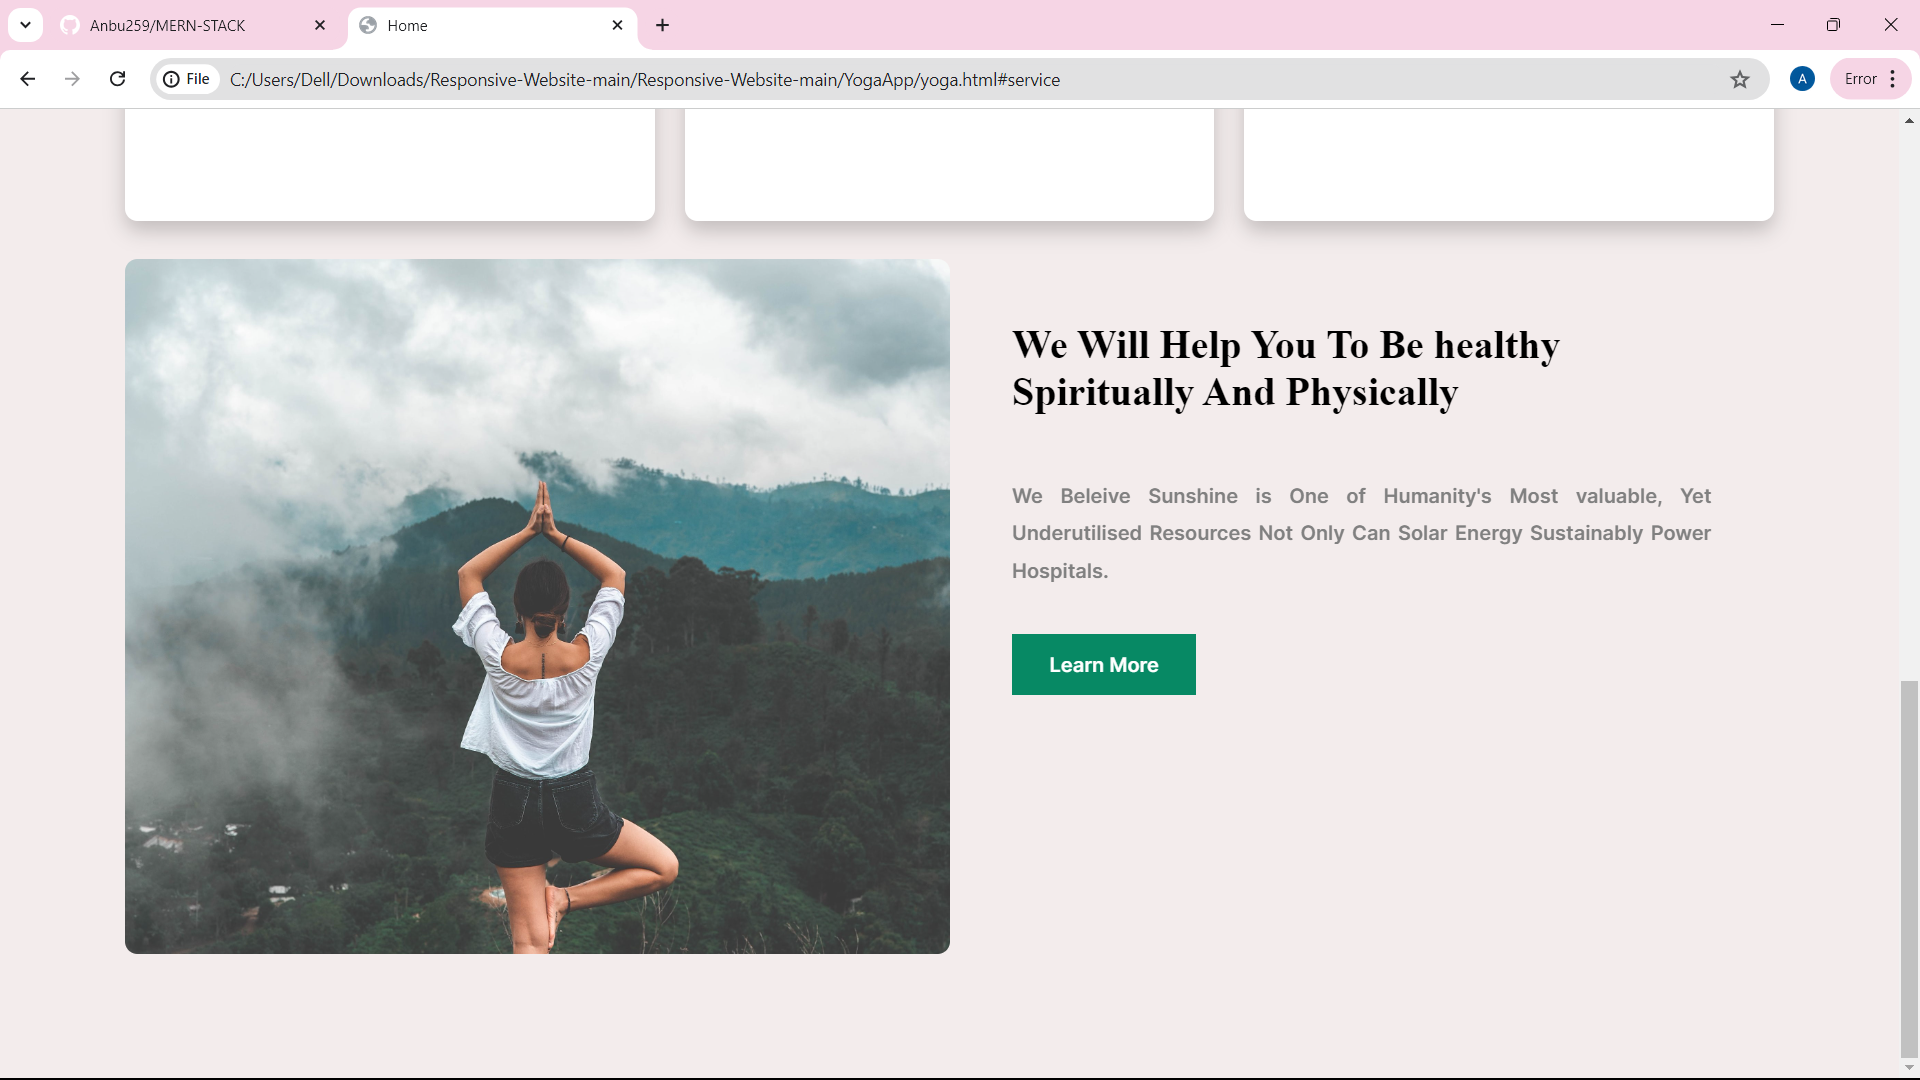 Anbu259/MERN-STACK
Home
File
C:/Users/Dell/Downloads/Responsive-Website-main/Responsive-Website-main/YogaApp/yoga.html#service
A
Error
We Will Help You To Be healthy
Spiritually And Physically
We Beleive Sunshine is One of Humanity's Most valuable, Yet
Underutilised Resources Not Only Can Solar Energy Sustainably Power
Hospitals.
Learn More